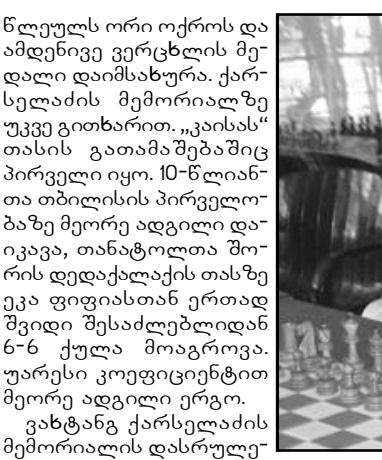 წლეულს ორი ოქროს და
ამდენივე ვერცხლის მე-
დალი დაიმსახურა. ქარ-
სელაძის მემორიალზე
უკვე გითხარით. „კაისას“
თასის გათამაშებაშიც
პირველი იყო. 10-წლიან-
თა თბილისის პირველო-
ბაზე მეორე ადგილი და-
იკავა, თანატოლთა შო-
რის დედაქალაქის თასზე
ეკა ფიფიასთან ერთად
შვიდი შესაძლებლიდან
6-6 ქულა მოაგროვა.
უარესი კოეფიციენტით
მეორე ადგილი ერგო.
ვახტანგ ქარსელაძის
მემორიალის დასრულე-